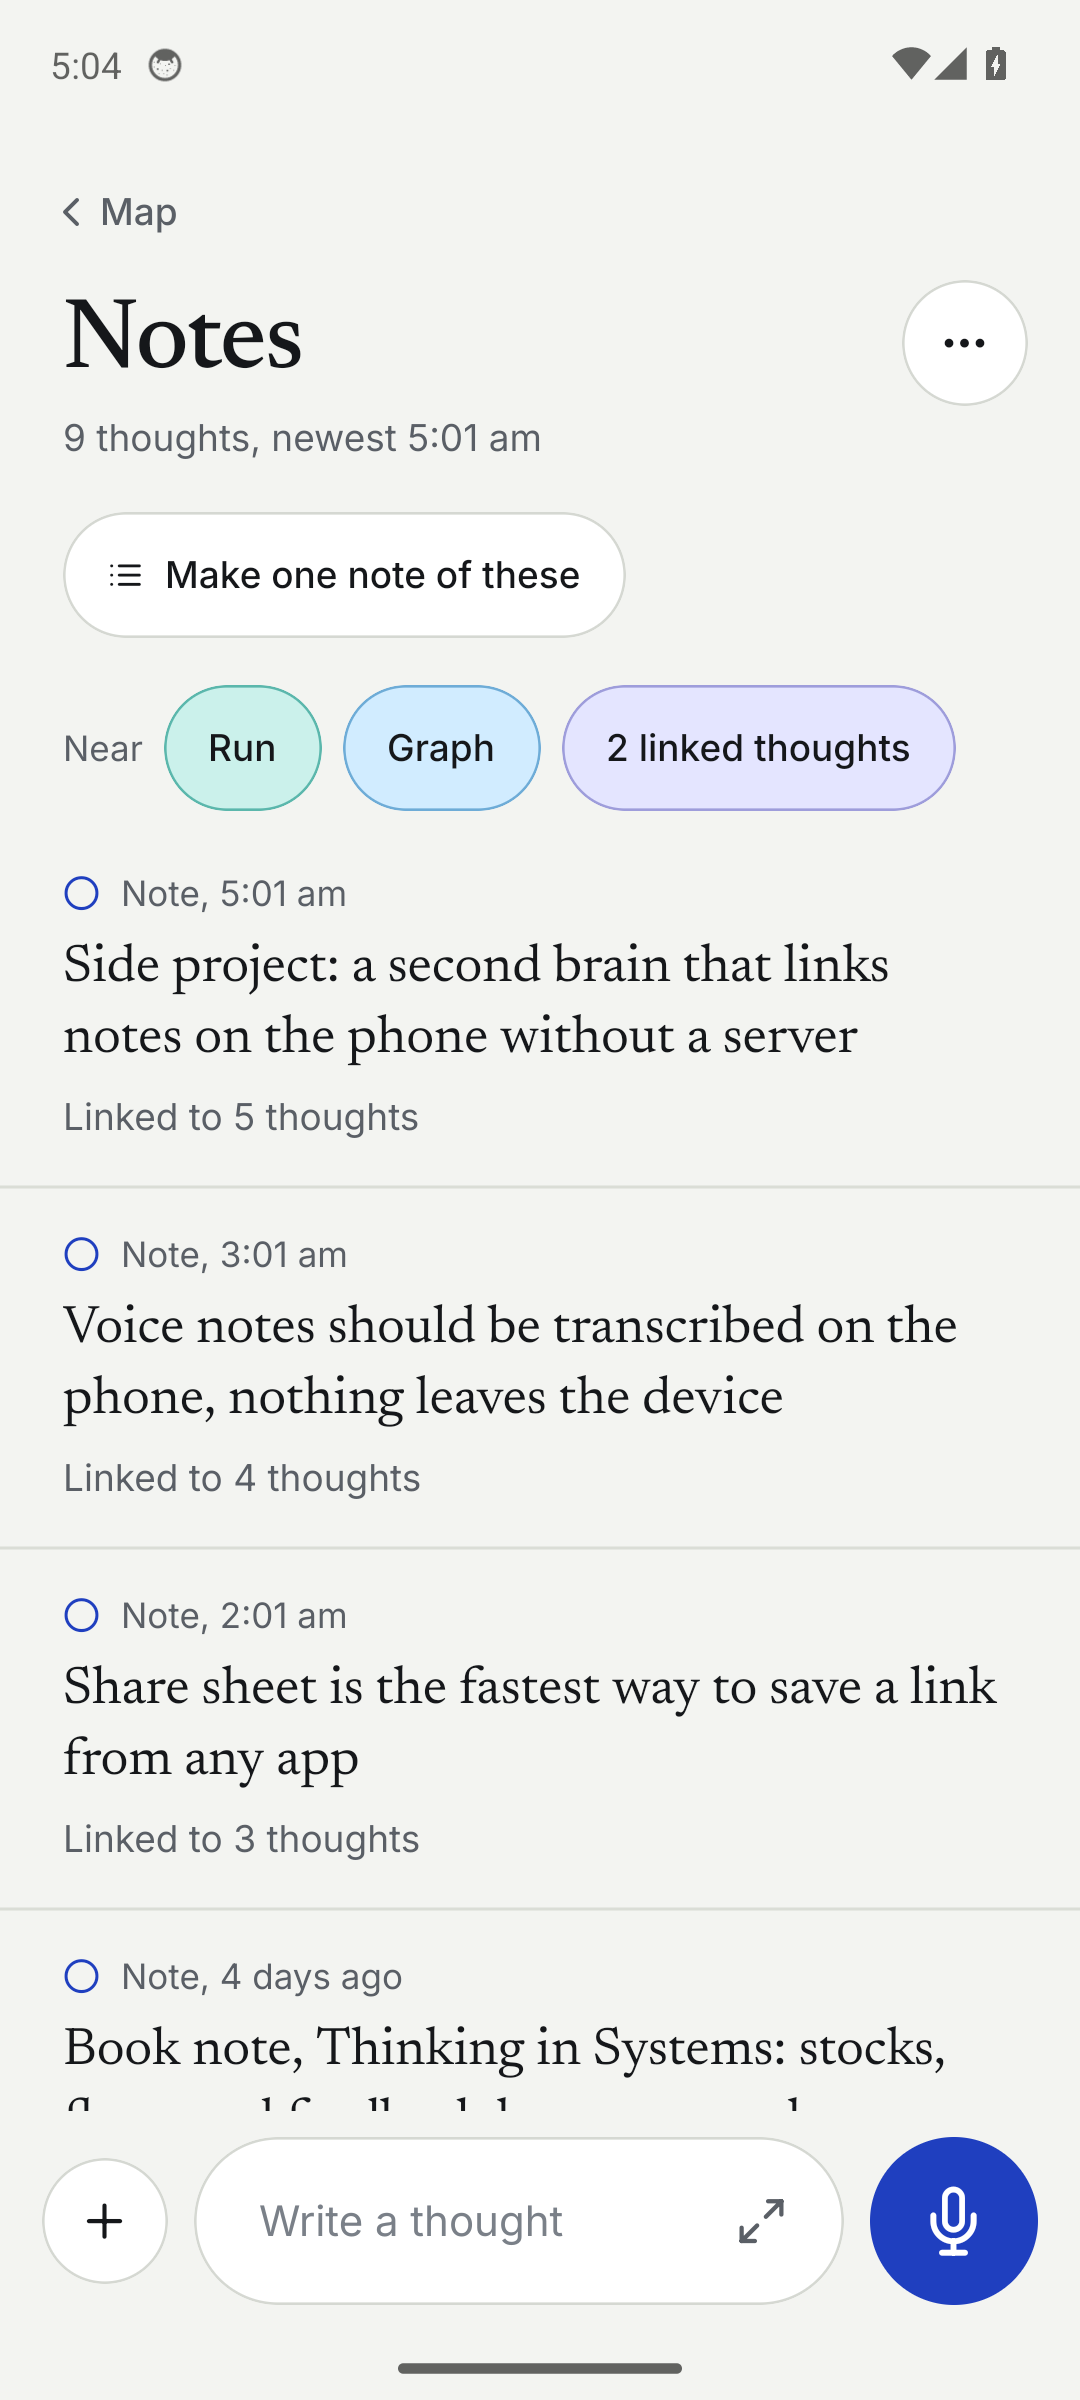 5:04
Map
Notes
9 thoughts, newest 5:01 am
Make one note of these
Near
Run
Graph
2 linked thoughts
Note, 5:01 am
Side project: a second brain that links
notes on the phone without a server
Linked to 5 thoughts
Note, 3:01 am
Voice notes should be transcribed on the
phone, nothing leaves the device
Linked to 4 thoughts
Note, 2:01 am
Share sheet is the fastest way to save a link
from any app
Linked to 3 thoughts
Note, 4 days ago
Book note, Thinking in Systems: stocks,
Write a thought